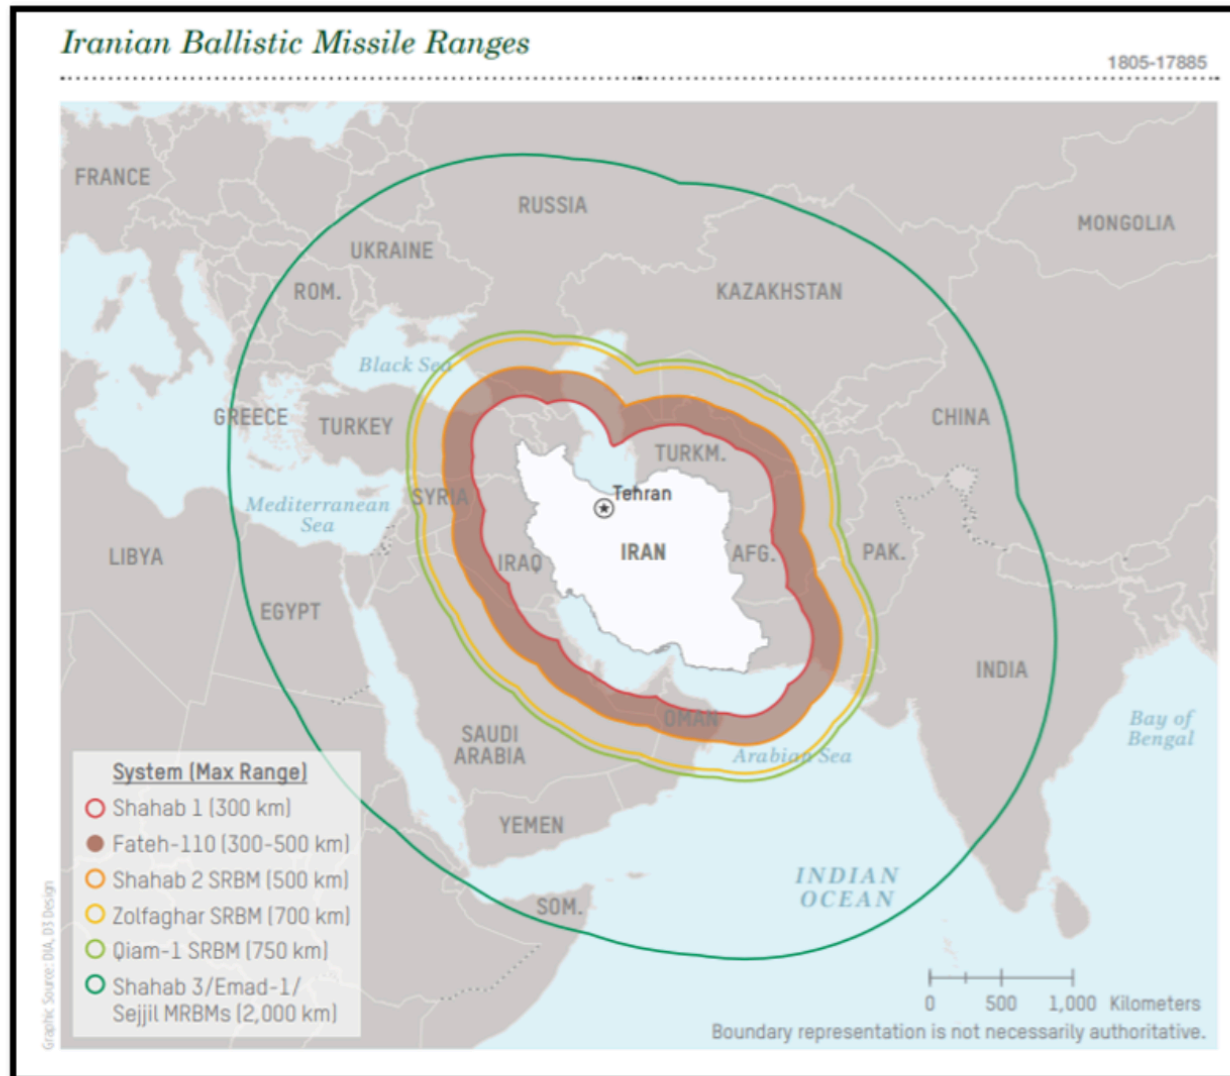 Iranian Ballistic Missile Ranges
1805-17885
FRANCE
RUSSIA
MONGOLIA
UKRAINE
ROM.
KAZAKHSTAN
Black Sea
GREECE
TURKEY
CHINA
TURKM.
SYRIA
Tehran
Mediterranean
Sea
LIBYA
IRAQ
IRAN
AFG.
PAK.
EGYPT
INDIA
OMAN
SAUDI
ARABIA
Arabian Sea
Bay of
Bengal
YEMEN
INDIAN
OCEAN
SOM.
System (Max Range)
Shahab 1 (300 km)
Fateh-110 (300-500 km)
Shahab 2 SRBM (500 km)
Zolfaghar SRBM (700 km)
Qiam-1 SRBM (750 km)
Shahab 3/Emad-1/
Sejjil MRBMs (2,000 km)
0 500 1,000 Kilometers
Boundary representation is not necessarily authoritative.
Graphic Source: DIA, D3 Design